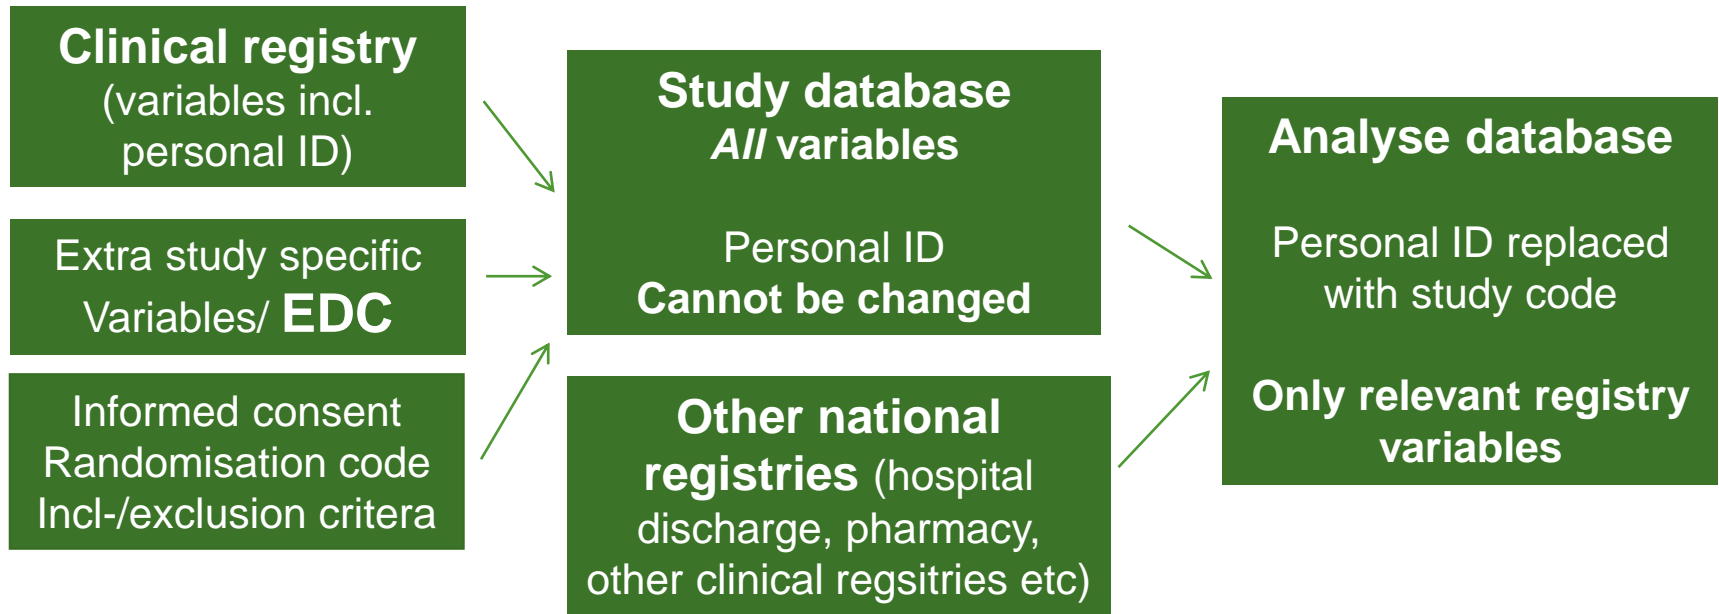 Clinical registry
(variables incl.
personal ID)
Extra study specific
Variables/ EDC
Informed consent
Randomisation code
Incl-/exclusion critera
Study database
All variables
Personal ID
Cannot be changed
Other national
registries (hospital
discharge, pharmacy,
other clinical regsitries etc)
Analyse database
Personal ID replaced
with study code
Only relevant registry
variables